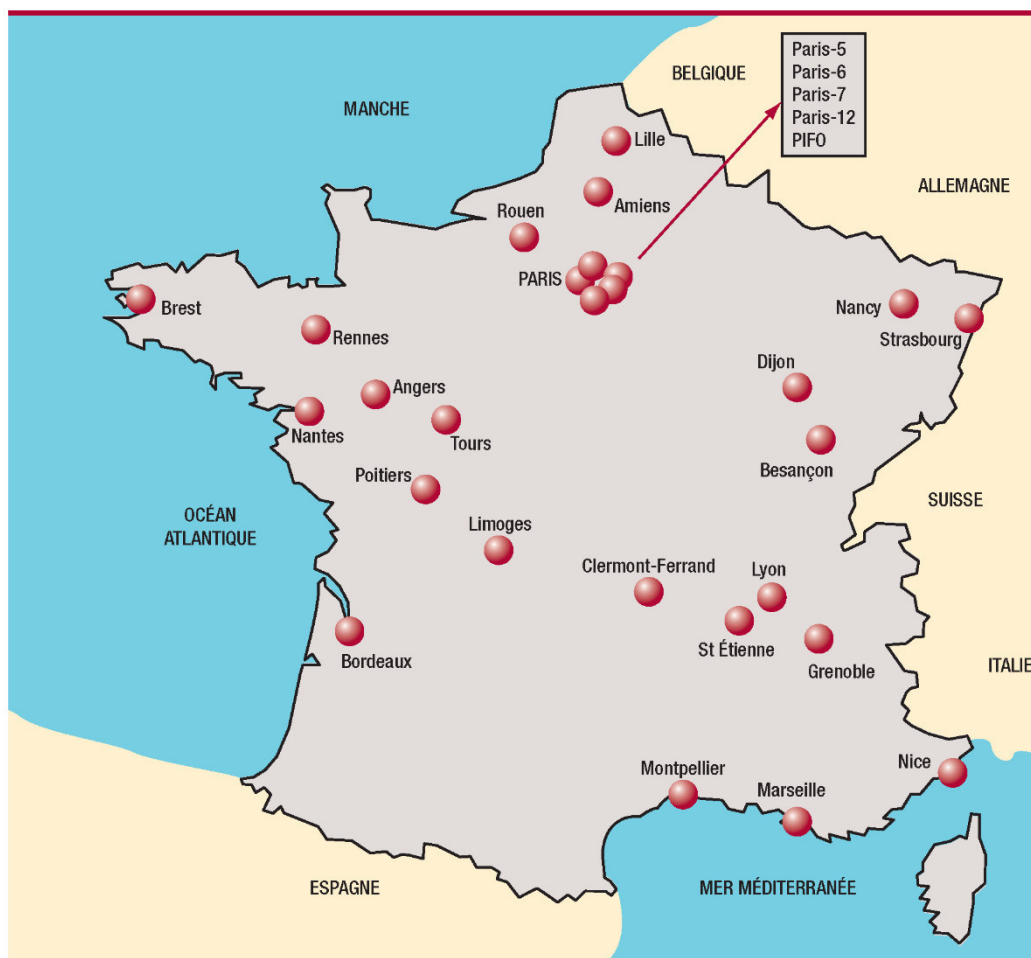 Paris-5
Paris-6
Paris-7
Paris-12
PIFO
BELGIQUE
MANCHE
Lille
ALLEMAGNE
Amiens
Rouen
PARIS
Brest
Nancy
Rennes
Strasbourg
Dijon
Angers
Nantes
Tours
Besançon
Poitiers
SUISSE
OCÉAN
ATLANTIQUE
Limoges
Clermont-Ferrand
Lyon
St Étienne
Bordeaux
Grenoble
ITALIE
Montpellier
Nice
Marseille
ESPAGNE
MER MÉDITERRANÉE